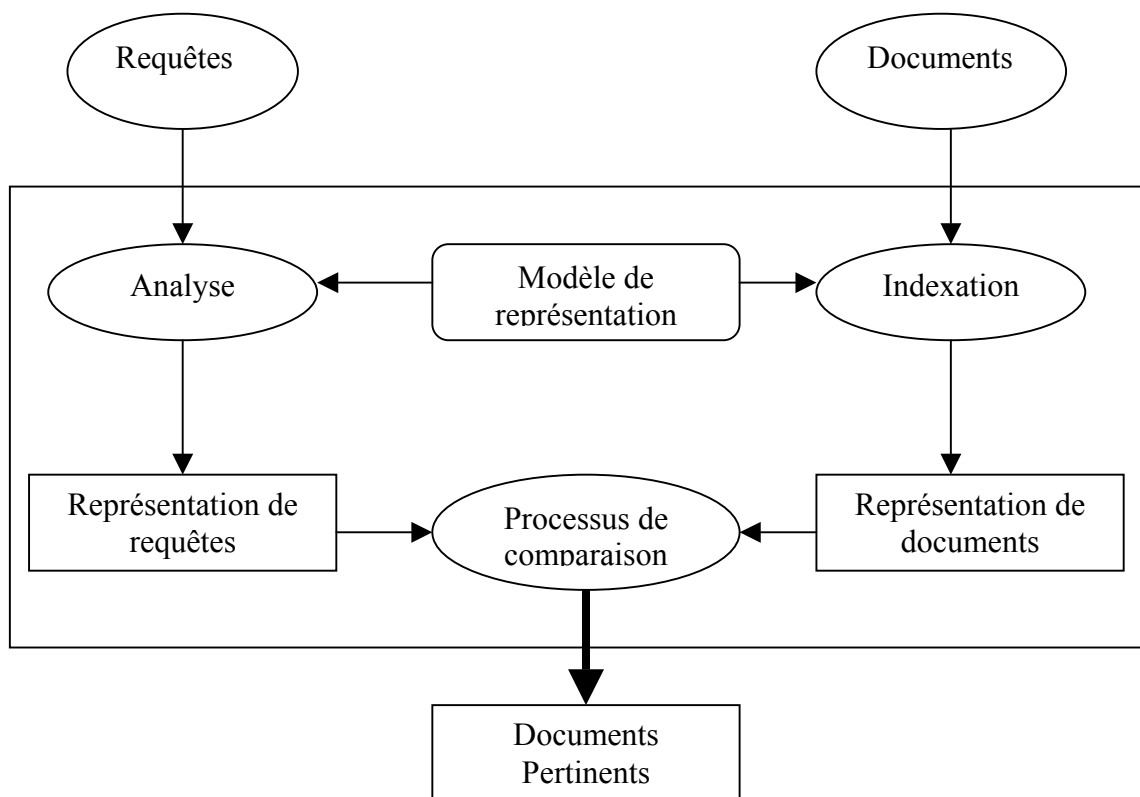 Requêtes
Documents
Analyse
Modèle de
représentation
Indexation
Représentation de
requêtes
Processus de
comparaison
Représentation de
documents
Documents
Pertinents